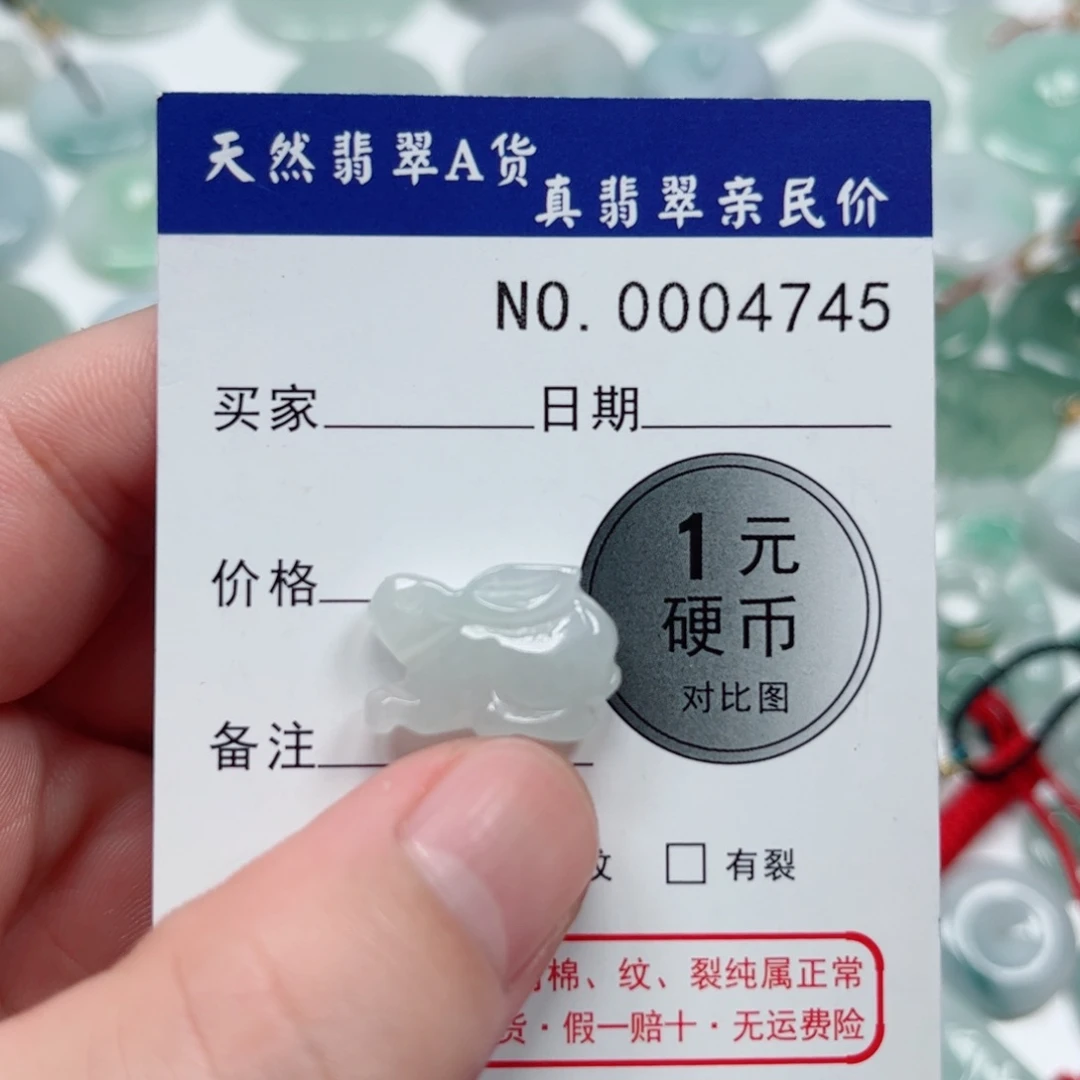 天然翡翠A货
真翡翠亲民价
NO. 0004745
买家 日期
价格
1元
硬币
对比图
备注
纹 有裂
棉、纹、裂纯属正常
货·假一赔十·无运费险